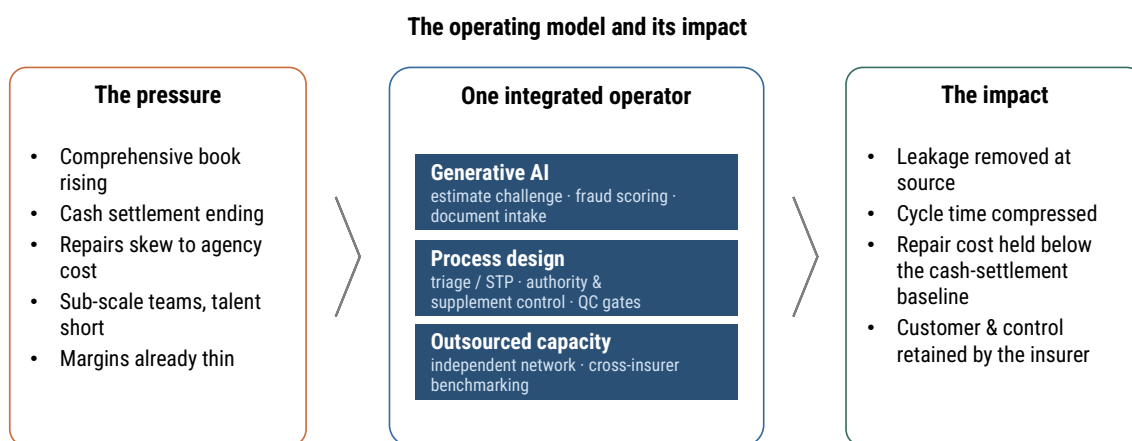 The operating model and its impact
The pressure
• Comprehensive book
rising
• Cash settlement ending
• Repairs skew to agency
cost
• Sub-scale teams, talent
short
• Margins already thin
One integrated operator
Generative AI
estimate challenge · fraud scoring ·
document intake
Process design
triage / STP · authority &
supplement control · QC gates
Outsourced capacity
independent network · cross-insurer
benchmarking
The impact
• Leakage removed at
source
• Cycle time compressed
• Repair cost held below
the cash-settlement
baseline
• Customer & control
retained by the insurer